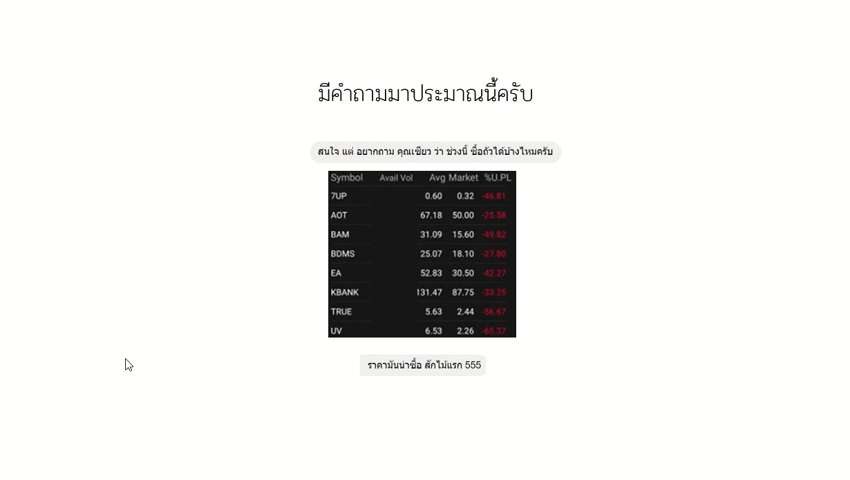 มีคำถามมาประมาณนี้ครับ
สนใจ แต่ อยากถาม คุณเชียว ว่า ช่วงนี้ ซื้อถัวได้บ้างไหมครับ
Symbol Avail Vol Avg Market %U.PL
7UP 0.60 0.32 -46.81
AOT 67.18 50.00 -25.58
BAM 31.09 15.60 -49.82
BDMS 25.07 18.10 -27.80
EA 52.83 30.50 -42.27
KBANK 131.47 87.75 -33.25
TRUE 5.63 2.44 -56.67
UV 6.53 2.26 -65.37
ราคามันน่าซื้อ สักไม้แรก 555